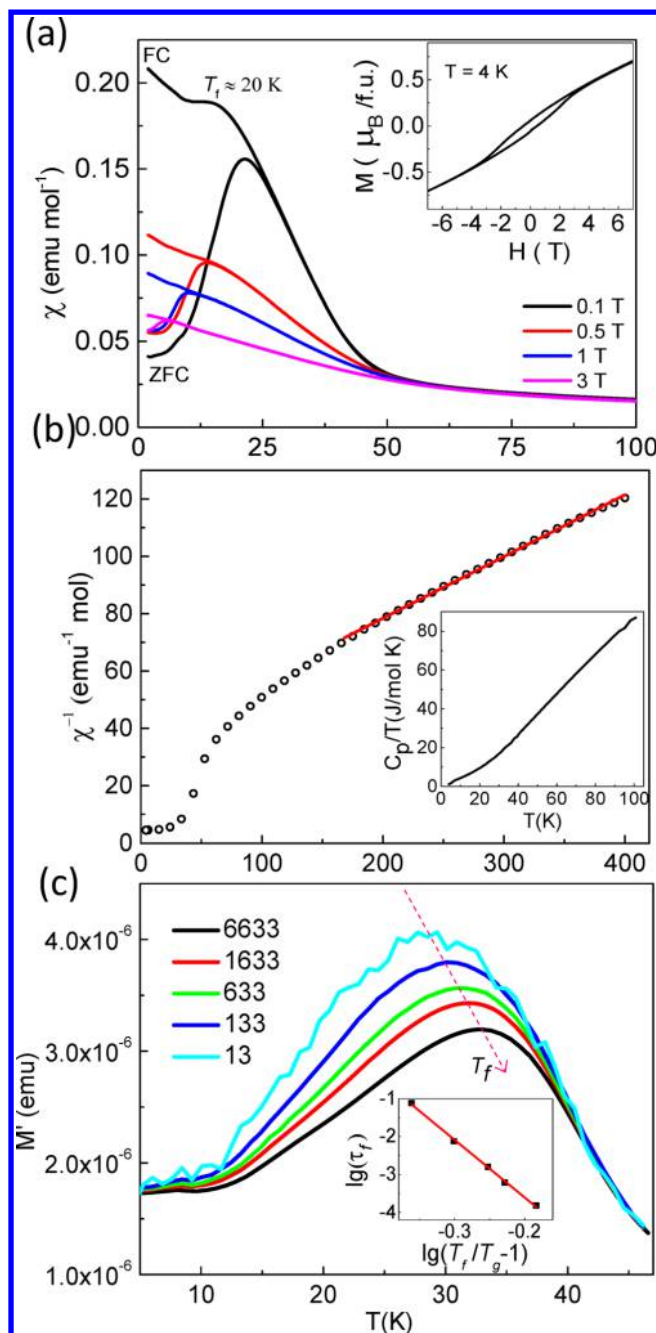 (a)
FC
T_f ≈ 20 K
ZFC
χ (emu mol⁻¹)
0.20
0.15
0.10
0.05
0.00
0 25 50 75 100
0.1 T
0.5 T
1 T
3 T
T = 4 K
M ( μ_B /f.u.)
0.5
0.0
-0.5
-6 -4 -2 0 2 4 6
H ( T)
(b)
χ⁻¹ (emu⁻¹ mol)
120
100
80
60
40
20
0
0 100 200 300 400
C_p/T(J/mol K)
80
60
40
20
0
0 20 40 60 80 100
T(K)
(c)
M' (emu)
4.0x10⁻⁶
3.0x10⁻⁶
2.0x10⁻⁶
1.0x10⁻⁶
6633
1633
633
133
13
T_f
lg(τ_f)
-1
-2
-3
-4
-0.3 -0.2
lg(T_f/T_g-1)
10 20 30 40
T(K)